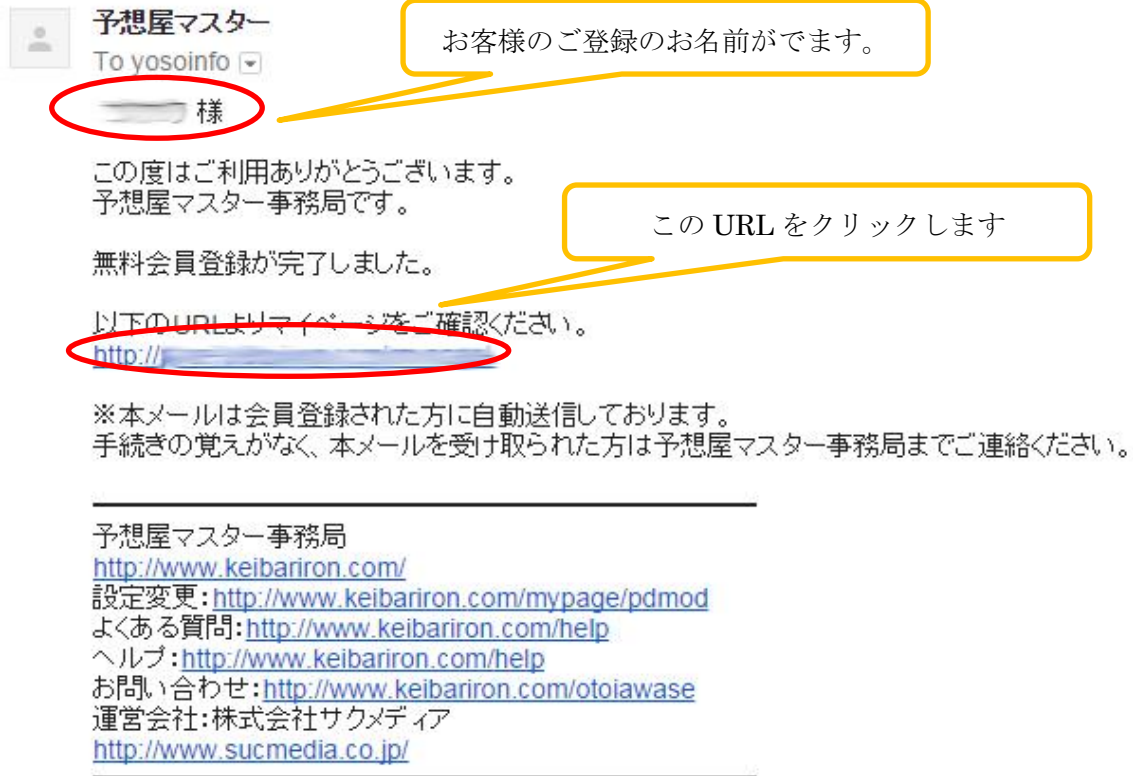 予想屋マスター
To yosoinfo
お客様のご登録のお名前がでます。
様
この度はご利用ありがとうございます。
予想屋マスター事務局です。
この URL をクリックします
無料会員登録が完了しました。
以下のURLよりマイページをご確認ください。
http://
※本メールは会員登録された方に自動送信しております。
手続きの覚えがなく、本メールを受け取られた方は予想屋マスター事務局までご連絡ください。
予想屋マスター事務局
http://www.keibariron.com/
設定変更：http://www.keibariron.com/mypage/pdmod
よくある質問：http://www.keibariron.com/help
ヘルプ：http://www.keibariron.com/help
お問い合わせ：http://www.keibariron.com/otoiawase
運営会社：株式会社サクメディア
http://www.sucmedia.co.jp/